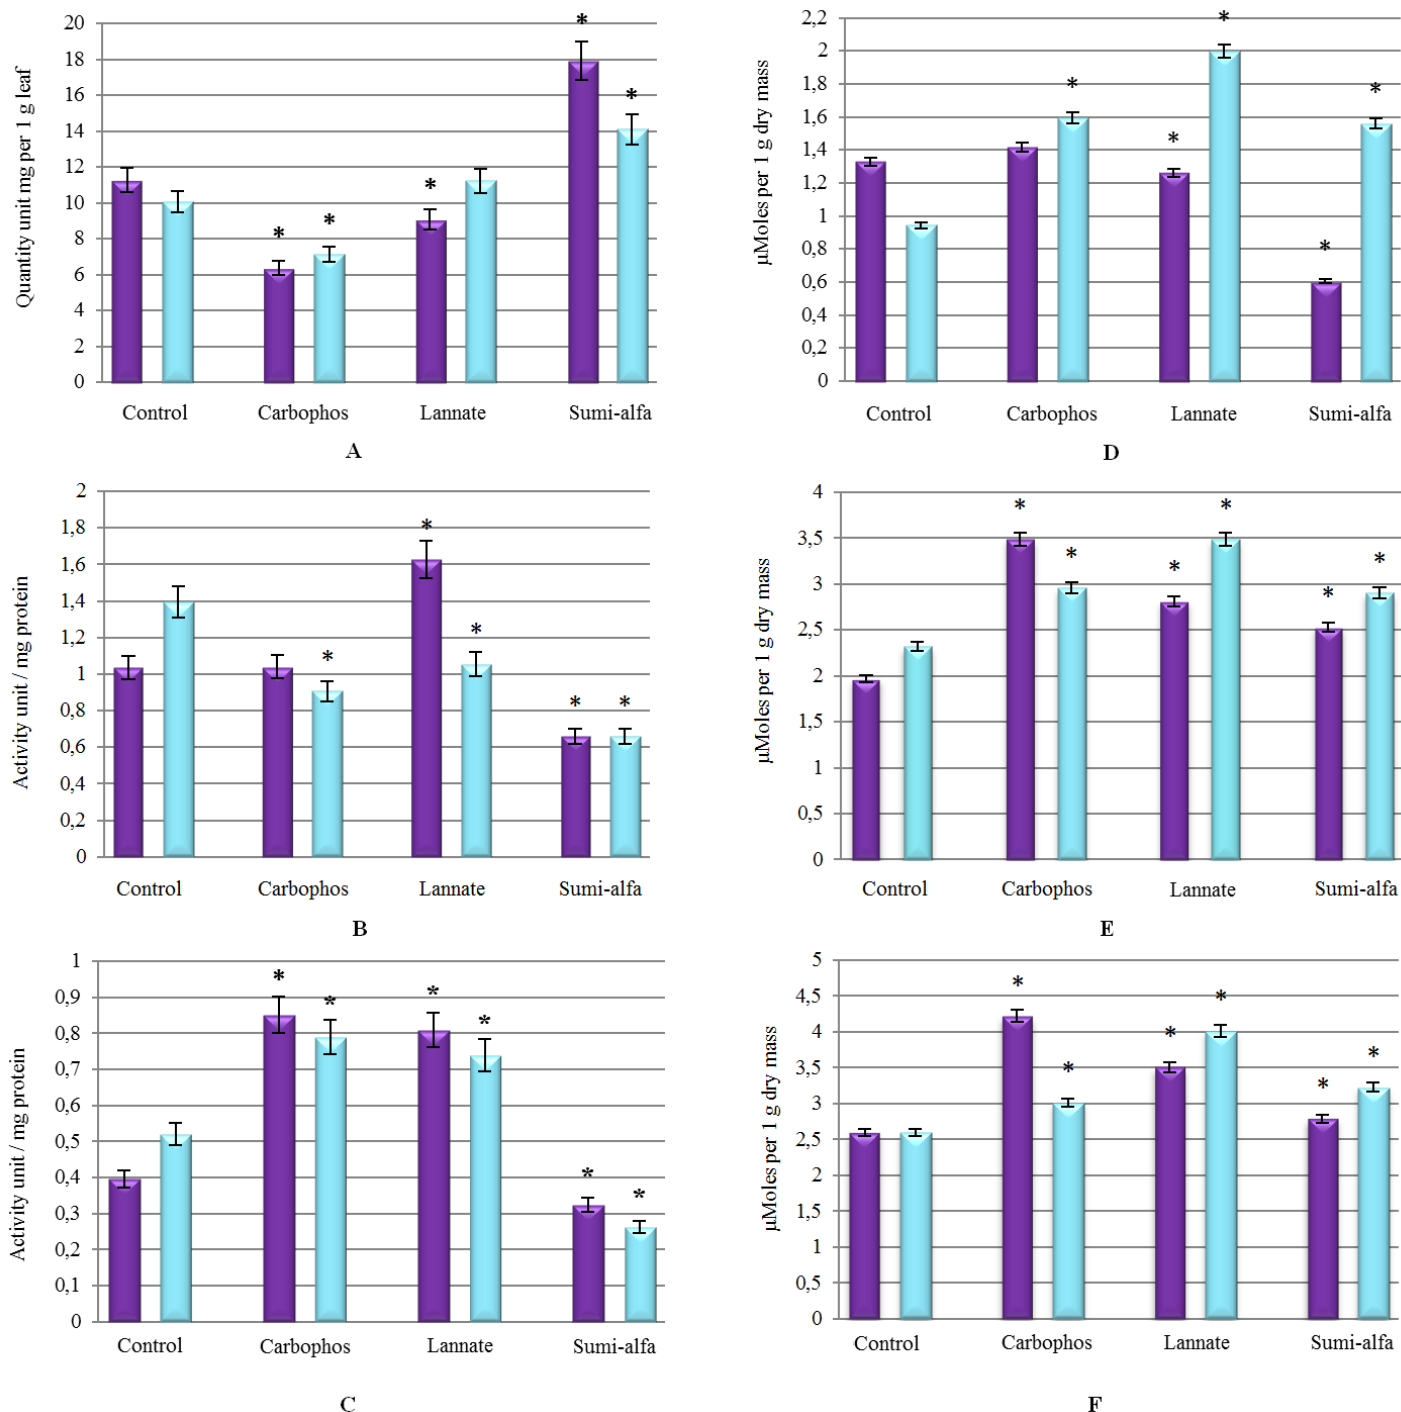 Quantity unit mg per 1 g leaf
20
18
16
14
12
10
8
6
4
2
0
* * * * *
Control Carbophos Lannate Sumi-alfa
A
µMoles per 1 g dry mass
2,2
2
1,8
1,6
1,4
1,2
1
0,8
0,6
0,4
0,2
0
* * * * *
Control Carbophos Lannate Sumi-alfa
D
Activity unit / mg protein
2
1,8
1,6
1,4
1,2
1
0,8
0,6
0,4
0,2
0
* * * * *
Control Carbophos Lannate Sumi-alfa
B
µMoles per 1 g dry mass
4
3,5
3
2,5
2
1,5
1
0,5
0
* * * * * *
Control Carbophos Lannate Sumi-alfa
E
Activity unit / mg protein
1
0,9
0,8
0,7
0,6
0,5
0,4
0,3
0,2
0,1
0
* * * * * *
Control Carbophos Lannate Sumi-alfa
C
µMoles per 1 g dry mass
5
4,5
4
3,5
3
2,5
2
1,5
1
0,5
0
* * * * * *
Control Carbophos Lannate Sumi-alfa
F